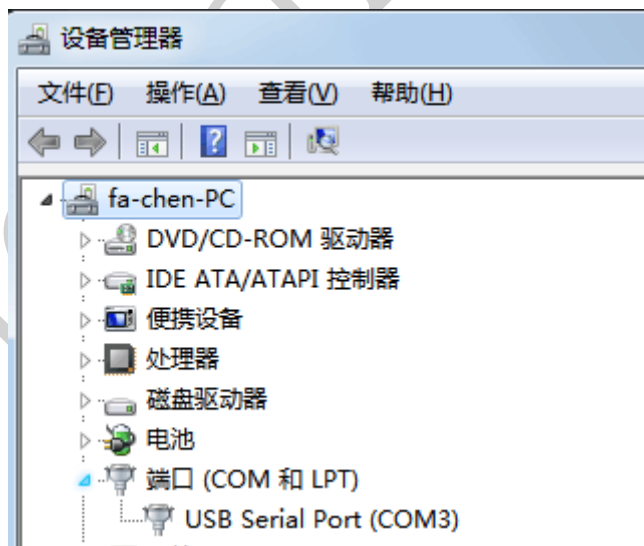 设备管理器
文件(F) 操作(A) 查看(V) 帮助(H)
fa-chen-PC
DVD/CD-ROM 驱动器
IDE ATA/ATAPI 控制器
便携设备
处理器
磁盘驱动器
电池
端口 (COM 和 LPT)
USB Serial Port (COM3)